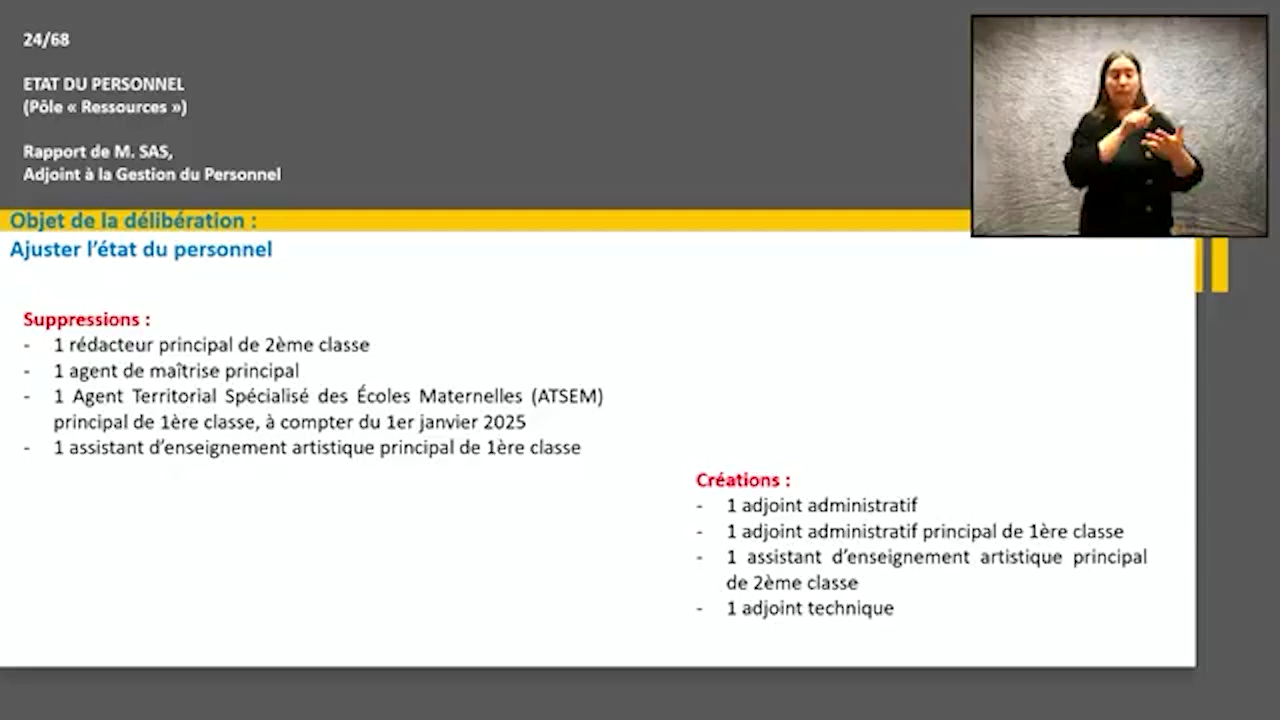 24/68
ETAT DU PERSONNEL
(Pôle « Ressources »)
Rapport de M. SAS,
Adjoint à la Gestion du Personnel
Objet de la délibération :
Ajuster l’état du personnel
Suppressions :
- 1 rédacteur principal de 2ème classe
- 1 agent de maîtrise principal
- 1 Agent Territorial Spécialisé des Écoles Maternelles (ATSEM)
principal de 1ère classe, à compter du 1er janvier 2025
- 1 assistant d’enseignement artistique principal de 1ère classe
Créations :
- 1 adjoint administratif
- 1 adjoint administratif principal de 1ère classe
- 1 assistant d’enseignement artistique principal
de 2ème classe
- 1 adjoint technique